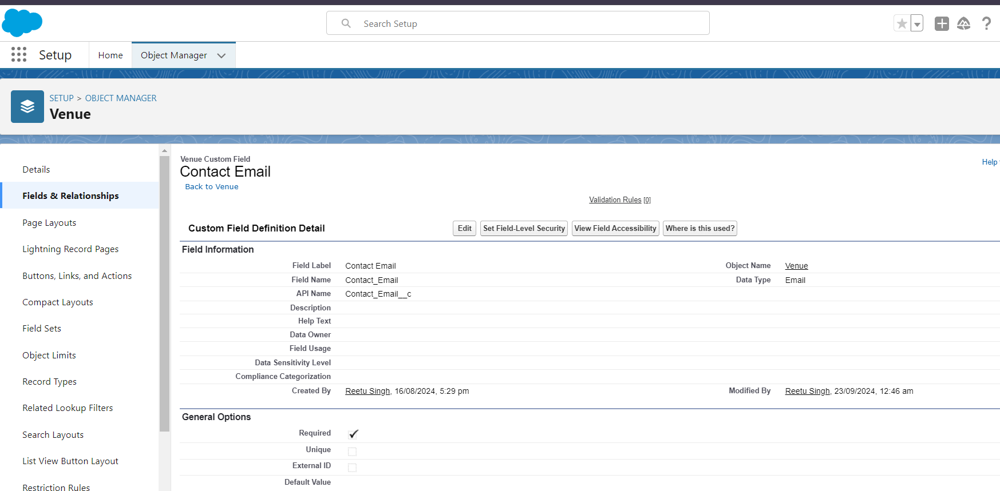 Search Setup
Setup
Home
Object Manager
SETUP > OBJECT MANAGER
Venue
Details
Fields & Relationships
Page Layouts
Lightning Record Pages
Buttons, Links, and Actions
Compact Layouts
Field Sets
Object Limits
Record Types
Related Lookup Filters
Search Layouts
List View Button Layout
Restriction Rules
Venue Custom Field
Contact Email
Back to Venue
Help
Validation Rules [0]
Custom Field Definition Detail
Edit
Set Field-Level Security
View Field Accessibility
Where is this used?
Field Information
Field Label Contact Email
Object Name Venue
Field Name Contact_Email
Data Type Email
API Name Contact_Email__c
Description
Help Text
Data Owner
Field Usage
Data Sensitivity Level
Compliance Categorization
Created By Reetu Singh, 16/08/2024, 5:29 pm
Modified By Reetu Singh, 23/09/2024, 12:46 am
General Options
Required
Unique
External ID
Default Value